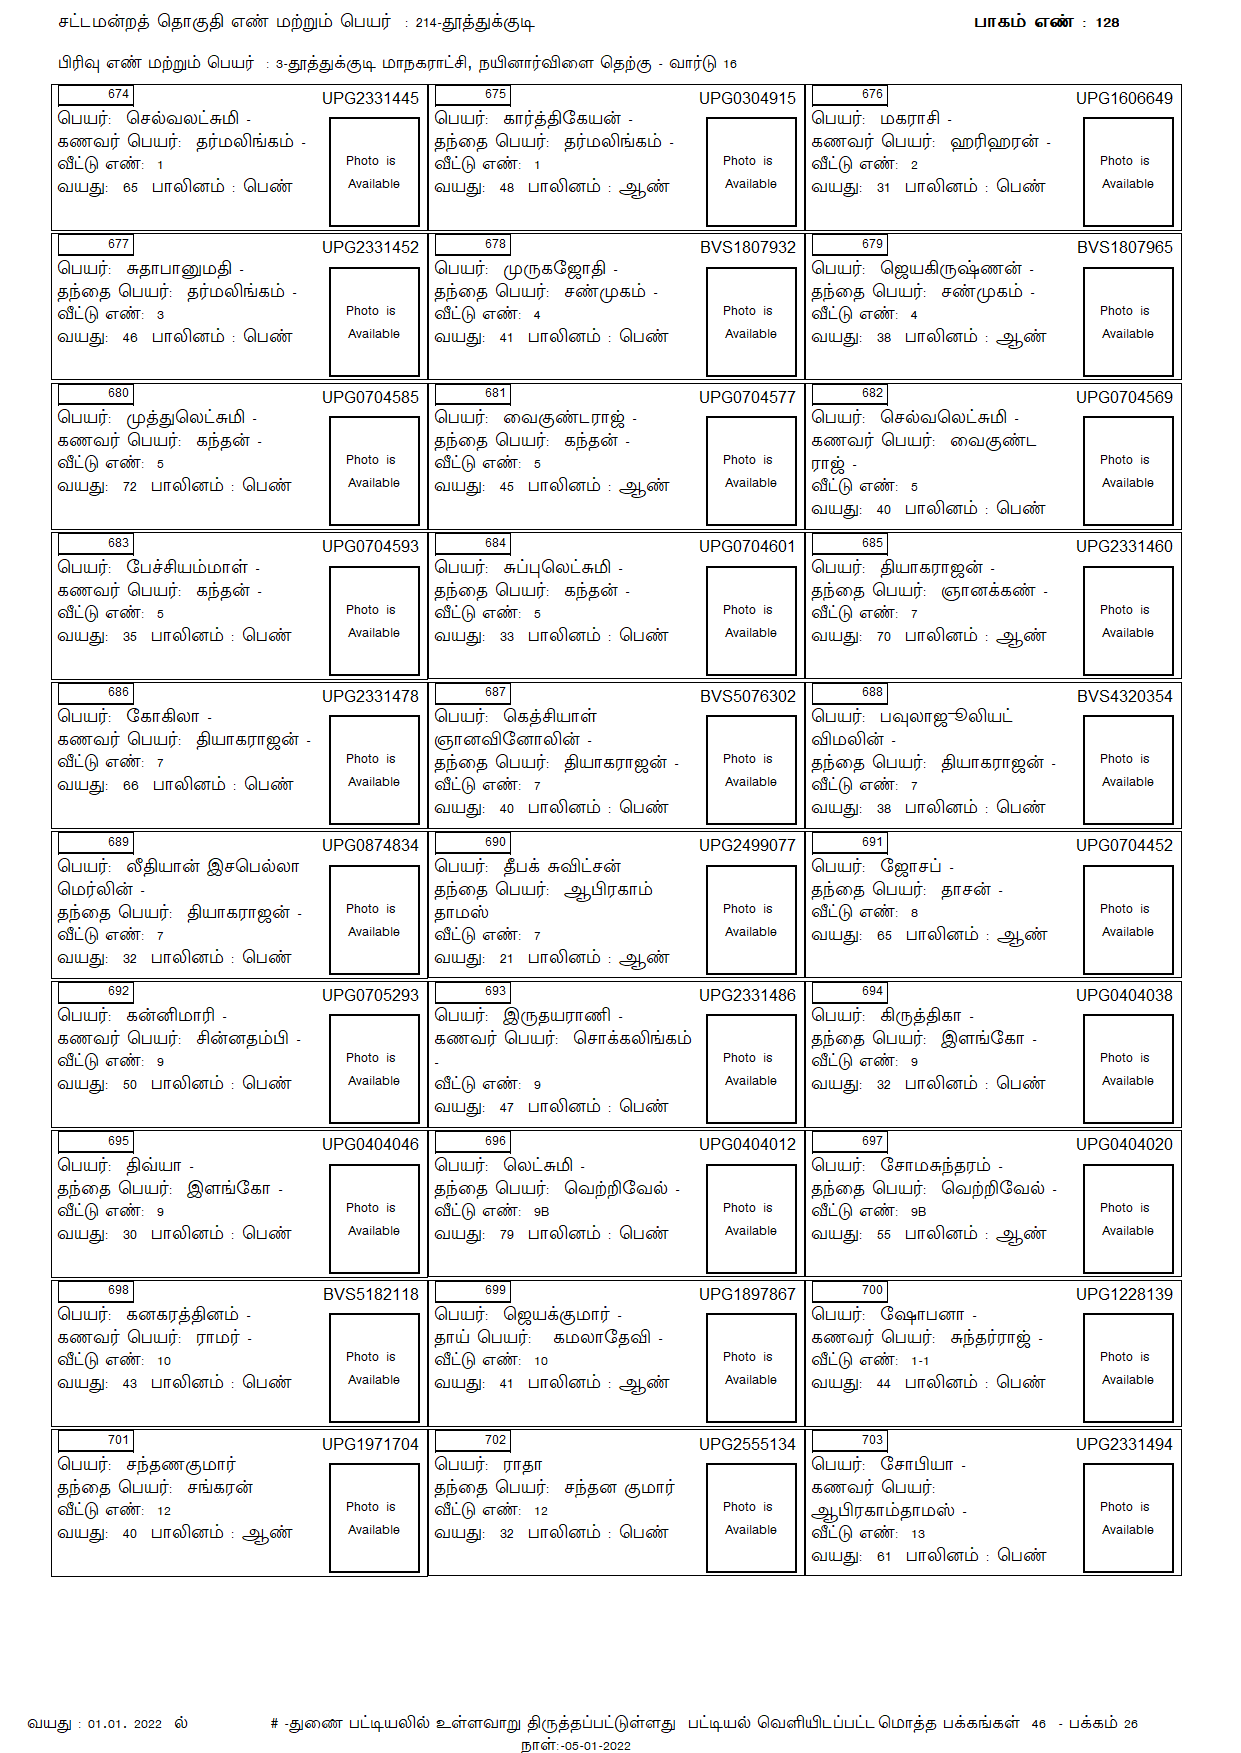 சட்டமன்றத் தொகுதி எண் மற்றும் பெயர் : 214-தூத்துக்குடி
பாகம் எண் : 128
பிரிவு எண் மற்றும் பெயர் : 3-தூத்துக்குடி மாநகராட்சி, நயினார்விளை தெற்கு - வார்டு 16
674
UPG2331445
பெயர்: செல்வலட்சுமி -
கணவர் பெயர்: தர்மலிங்கம் -
வீட்டு எண்: 1
வயது: 65 பாலினம் : பெண்
Photo is
Available
675
UPG0304915
பெயர்: கார்த்திகேயன் -
தந்தை பெயர்: தர்மலிங்கம் -
வீட்டு எண்: 1
வயது: 48 பாலினம் : ஆண்
Photo is
Available
676
UPG1606649
பெயர்: மகராசி -
கணவர் பெயர்: ஹரிஹரன் -
வீட்டு எண்: 2
வயது: 31 பாலினம் : பெண்
Photo is
Available
677
UPG2331452
பெயர்: சுதாபானுமதி -
தந்தை பெயர்: தர்மலிங்கம் -
வீட்டு எண்: 3
வயது: 46 பாலினம் : பெண்
Photo is
Available
678
BVS1807932
பெயர்: முருகஜோதி -
தந்தை பெயர்: சண்முகம் -
வீட்டு எண்: 4
வயது: 41 பாலினம் : பெண்
Photo is
Available
679
BVS1807965
பெயர்: ஜெயகிருஷ்ணன் -
தந்தை பெயர்: சண்முகம் -
வீட்டு எண்: 4
வயது: 38 பாலினம் : ஆண்
Photo is
Available
680
UPG0704585
பெயர்: முத்துலெட்சுமி -
கணவர் பெயர்: கந்தன் -
வீட்டு எண்: 5
வயது: 72 பாலினம் : பெண்
Photo is
Available
681
UPG0704577
பெயர்: வைகுண்டராஜ் -
தந்தை பெயர்: கந்தன் -
வீட்டு எண்: 5
வயது: 45 பாலினம் : ஆண்
Photo is
Available
682
UPG0704569
பெயர்: செல்வலெட்சுமி -
கணவர் பெயர்: வைகுண்ட
ராஜ் -
வீட்டு எண்: 5
வயது: 40 பாலினம் : பெண்
Photo is
Available
683
UPG0704593
பெயர்: பேச்சியம்மாள் -
கணவர் பெயர்: கந்தன் -
வீட்டு எண்: 5
வயது: 35 பாலினம் : பெண்
Photo is
Available
684
UPG0704601
பெயர்: சுப்புலெட்சுமி -
தந்தை பெயர்: கந்தன் -
வீட்டு எண்: 5
வயது: 33 பாலினம் : பெண்
Photo is
Available
685
UPG2331460
பெயர்: தியாகராஜன் -
தந்தை பெயர்: ஞானக்கண் -
வீட்டு எண்: 7
வயது: 70 பாலினம் : ஆண்
Photo is
Available
686
UPG2331478
பெயர்: கோகிலா -
கணவர் பெயர்: தியாகராஜன் -
வீட்டு எண்: 7
வயது: 66 பாலினம் : பெண்
Photo is
Available
687
BVS5076302
பெயர்: கெத்சியாள்
ஞானவினோலின் -
தந்தை பெயர்: தியாகராஜன் -
வீட்டு எண்: 7
வயது: 40 பாலினம் : பெண்
Photo is
Available
688
BVS4320354
பெயர்: பவுலாஜூலியட்
விமலின் -
தந்தை பெயர்: தியாகராஜன் -
வீட்டு எண்: 7
வயது: 38 பாலினம் : பெண்
Photo is
Available
689
UPG0874834
பெயர்: லீதியான் இசபெல்லா
மெர்லின் -
தந்தை பெயர்: தியாகராஜன் -
வீட்டு எண்: 7
வயது: 32 பாலினம் : பெண்
Photo is
Available
690
UPG2499077
பெயர்: தீபக் சுவிட்சன்
தந்தை பெயர்: ஆபிரகாம்
தாமஸ்
வீட்டு எண்: 7
வயது: 21 பாலினம் : ஆண்
Photo is
Available
691
UPG0704452
பெயர்: ஜோசப் -
தந்தை பெயர்: தாசன் -
வீட்டு எண்: 8
வயது: 65 பாலினம் : ஆண்
Photo is
Available
692
UPG0705293
பெயர்: கன்னிமாரி -
கணவர் பெயர்: சின்னதம்பி -
வீட்டு எண்: 9
வயது: 50 பாலினம் : பெண்
Photo is
Available
693
UPG2331486
பெயர்: இருதயராணி -
கணவர் பெயர்: சொக்கலிங்கம்
-
வீட்டு எண்: 9
வயது: 47 பாலினம் : பெண்
Photo is
Available
694
UPG0404038
பெயர்: கிருத்திகா -
தந்தை பெயர்: இளங்கோ -
வீட்டு எண்: 9
வயது: 32 பாலினம் : பெண்
Photo is
Available
695
UPG0404046
பெயர்: திவ்யா -
தந்தை பெயர்: இளங்கோ -
வீட்டு எண்: 9
வயது: 30 பாலினம் : பெண்
Photo is
Available
696
UPG0404012
பெயர்: லெட்சுமி -
தந்தை பெயர்: வெற்றிவேல் -
வீட்டு எண்: 9B
வயது: 79 பாலினம் : பெண்
Photo is
Available
697
UPG0404020
பெயர்: சோமசுந்தரம் -
தந்தை பெயர்: வெற்றிவேல் -
வீட்டு எண்: 9B
வயது: 55 பாலினம் : ஆண்
Photo is
Available
698
BVS5182118
பெயர்: கனகரத்தினம் -
கணவர் பெயர்: ராமர் -
வீட்டு எண்: 10
வயது: 43 பாலினம் : பெண்
Photo is
Available
699
UPG1897867
பெயர்: ஜெயக்குமார் -
தாய் பெயர்: கமலாதேவி -
வீட்டு எண்: 10
வயது: 41 பாலினம் : ஆண்
Photo is
Available
700
UPG1228139
பெயர்: ஷோபனா -
கணவர் பெயர்: சுந்தர்ராஜ் -
வீட்டு எண்: 1-1
வயது: 44 பாலினம் : பெண்
Photo is
Available
701
UPG1971704
பெயர்: சந்தணகுமார்
தந்தை பெயர்: சங்கரன்
வீட்டு எண்: 12
வயது: 40 பாலினம் : ஆண்
Photo is
Available
702
UPG2555134
பெயர்: ராதா
தந்தை பெயர்: சந்தன குமார்
வீட்டு எண்: 12
வயது: 32 பாலினம் : பெண்
Photo is
Available
703
UPG2331494
பெயர்: சோபியா -
கணவர் பெயர்:
ஆபிரகாம்தாமஸ் -
வீட்டு எண்: 13
வயது: 61 பாலினம் : பெண்
Photo is
Available
வயது : 01.01. 2022 ல் # -துணை பட்டியலில் உள்ளவாறு திருத்தப்பட்டுள்ளது பட்டியல் வெளியிடப்பட்ட மொத்த பக்கங்கள் 46 - பக்கம் 26
நாள்:-05-01-2022